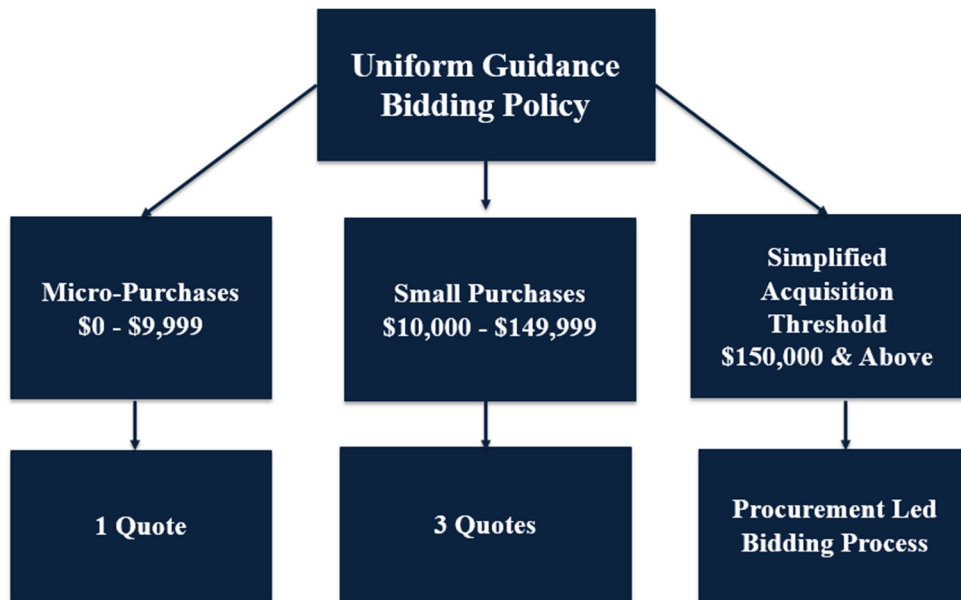 Uniform Guidance
Bidding Policy
Micro-Purchases
$0 - $9,999
Small Purchases
$10,000 - $149,999
Simplified
Acquisition
Threshold
$150,000 & Above
1 Quote
3 Quotes
Procurement Led
Bidding Process